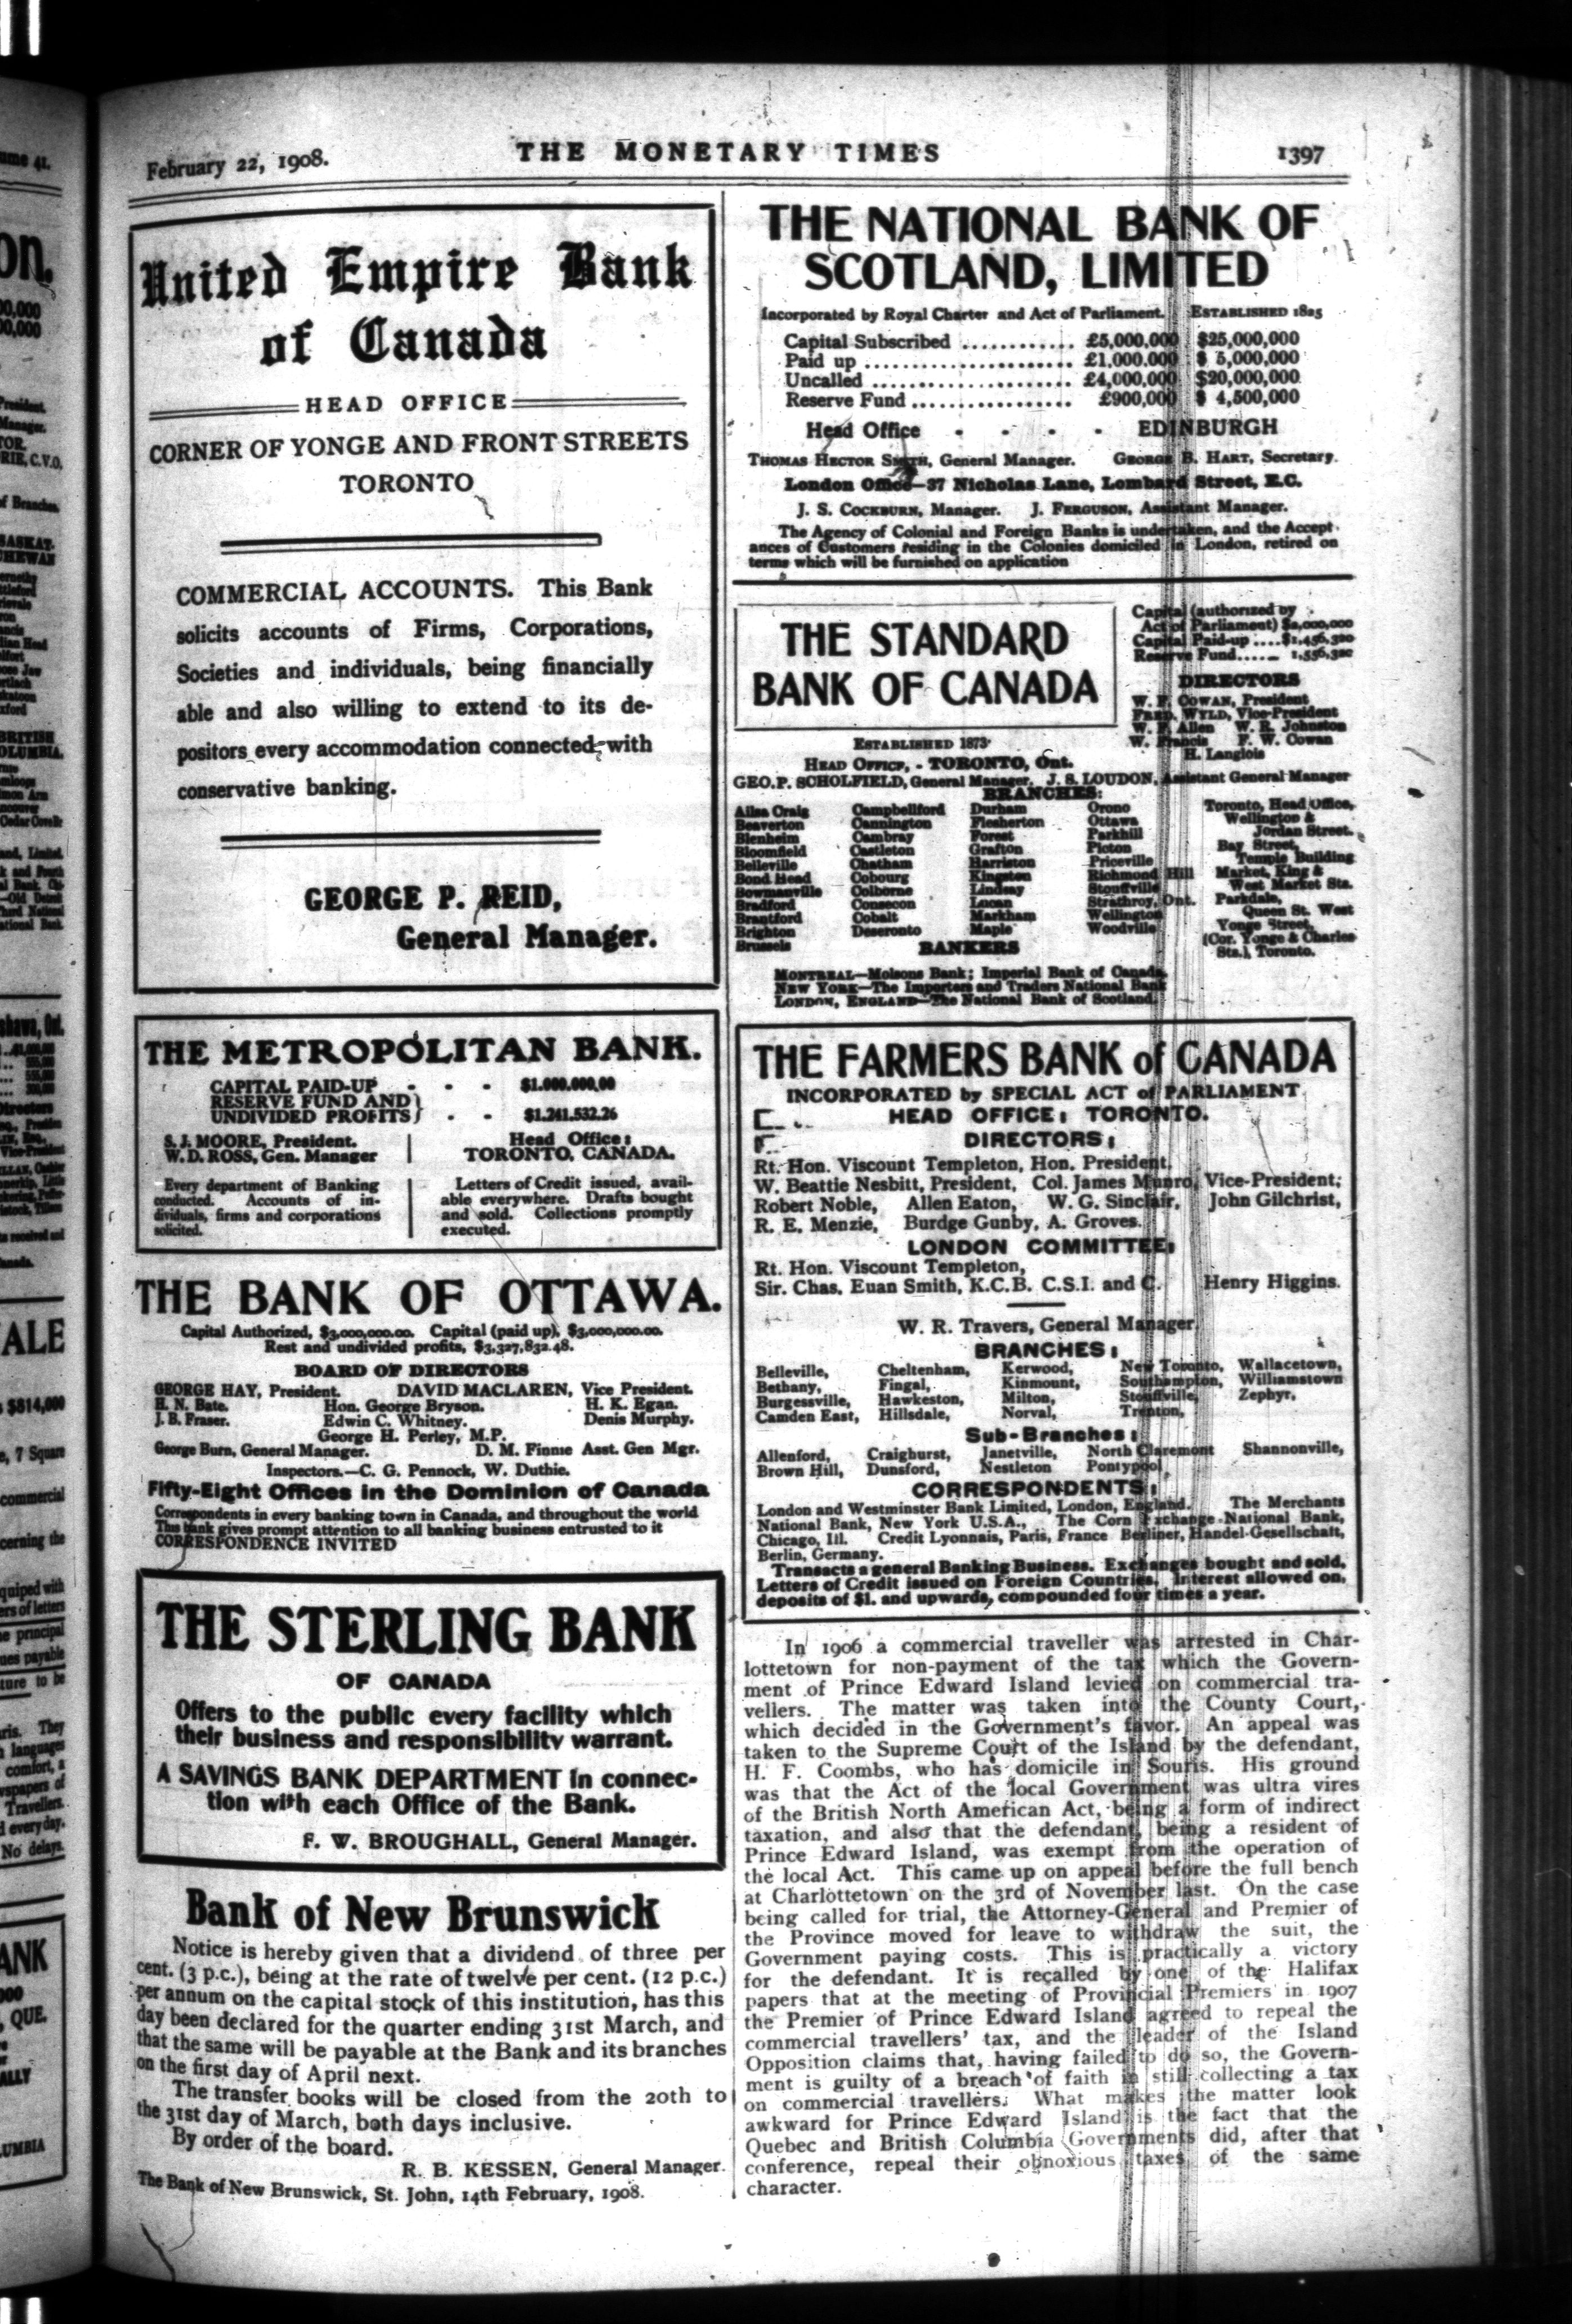 February 22, 1908.
THE MONETARY TIMES
1397
United Empire Bank
of Canada
HEAD OFFICE
CORNER OF YONGE AND FRONT STREETS
TORONTO
COMMERCIAL ACCOUNTS. This Bank
solicits accounts of Firms, Corporations,
Societies and individuals, being financially
able and also willing to extend to its de-
positors every accommodation connected with
conservative banking.
GEORGE P. REID,
General Manager.
THE METROPOLITAN BANK.
CAPITAL PAID-UP - - - $1.000.000.00
RESERVE FUND AND
UNDIVIDED PROFITS - - $1.241.532.26
S. J. MOORE, President.
W. D. ROSS, Gen. Manager
Head Office:
TORONTO, CANADA.
Every department of Banking
conducted. Accounts of in-
dividuals, firms and corporations
solicited.
Letters of Credit issued, avail-
able everywhere. Drafts bought
and sold. Collections promptly
executed.
THE BANK OF OTTAWA.
Capital Authorized, $3,000,000.00. Capital (paid up), $3,000,000.00.
Rest and undivided profits, $3,327,832.48.
BOARD OF DIRECTORS
GEORGE HAY, President. DAVID MACLAREN, Vice President.
H. N. Bate. Hon. George Bryson. H. K. Egan.
J. B. Fraser. Edwin C. Whitney. Denis Murphy.
George H. Perley, M.P.
George Burn, General Manager. D. M. Finnie Asst. Gen Mgr.
Inspectors.—C. G. Pennock, W. Duthie.
Fifty-Eight Offices in the Dominion of Canada
Correspondents in every banking town in Canada, and throughout the world
This bank gives prompt attention to all banking business entrusted to it
CORRESPONDENCE INVITED
THE STERLING BANK
OF CANADA
Offers to the public every facility which
their business and responsibility warrant.
A SAVINGS BANK DEPARTMENT in connec-
tion with each Office of the Bank.
F. W. BROUGHALL, General Manager.
Bank of New Brunswick
Notice is hereby given that a dividend of three per
cent. (3 p.c.), being at the rate of twelve per cent. (12 p.c.)
per annum on the capital stock of this institution, has this
day been declared for the quarter ending 31st March, and
that the same will be payable at the Bank and its branches
on the first day of April next.
The transfer books will be closed from the 20th to
the 31st day of March, both days inclusive.
By order of the board.
R. B. KESSEN, General Manager.
The Bank of New Brunswick, St. John, 14th February, 1908.
THE NATIONAL BANK OF
SCOTLAND, LIMITED
Incorporated by Royal Charter and Act of Parliament. ESTABLISHED 1825
Capital Subscribed ............ £5,000,000 $25,000,000
Paid up ...................... £1,000,000 $ 5,000,000
Uncalled ..................... £4,000,000 $20,000,000
Reserve Fund ................. £900,000 $ 4,500,000
Head Office - - - - EDINBURGH
THOMAS HECTOR SMITH, General Manager. GEORGE B. HART, Secretary.
London Office—37 Nicholas Lane, Lombard Street, E.C.
J. S. COCKBURN, Manager. J. FERGUSON, Assistant Manager.
The Agency of Colonial and Foreign Banks is undertaken, and the Accept-
ances of Customers residing in the Colonies domiciled in London, retired on
terms which will be furnished on application
THE STANDARD
BANK OF CANADA
Capital (authorized by
Act of Parliament) $2,000,000
Capital Paid-up ....
Reserve Fund.....
DIRECTORS
W. F. COWAN, President
FRED. WYLD, Vice-President
W. F. Allen W. R. Johnston
W. Francis F. W. Cowan
H. Langlois
ESTABLISHED 1873
HEAD OFFICE, - TORONTO, Ont.
GEO. P. SCHOLFIELD, General Manager. J. S. LOUDON, Assistant General Manager
BRANCHES:
Ailsa Craig Campbellford Durham Orono Toronto, Head Office,
Beaverton Cannington Flesherton Ottawa Wellington &
Blenheim Cambray Forest Parkhill Jordan Street.
Bloomfield Castleton Grafton Picton Bay Street,
Belleville Chatham Harriston Priceville Temple Building
Bond Head Cobourg Kingston Richmond Hill Market, King &
Bowmanville Colborne Lindsay Stouffville West Market Sts.
Bradford Consecon Lucan Strathroy, Ont. Parkdale,
Brantford Cobalt Markham Wellington Queen St. West
Brighton Deseronto Maple Woodville Yonge Street,
Brussels (Cor. Yonge & Charles
Sts.), Toronto.
BANKERS
MONTREAL—Molsons Bank; Imperial Bank of Canada.
NEW YORK—The Importers and Traders National Bank
LONDON, ENGLAND—The National Bank of Scotland.
THE FARMERS BANK of CANADA
INCORPORATED by SPECIAL ACT of PARLIAMENT
HEAD OFFICE: TORONTO.
DIRECTORS:
Rt. Hon. Viscount Templeton, Hon. President.
W. Beattie Nesbitt, President, Col. James Munro, Vice-President;
Robert Noble, Allen Eaton, W. G. Sinclair, John Gilchrist,
R. E. Menzie, Burdge Gunby, A. Groves.
LONDON COMMITTEE:
Rt. Hon. Viscount Templeton,
Sir. Chas. Euan Smith, K.C.B. C.S.I. and C. Henry Higgins.
W. R. Travers, General Manager
BRANCHES:
Belleville, Cheltenham, Kerwood, New Toronto, Wallacetown,
Bethany, Fingal, Kinmount, Southampton, Williamstown
Burgessville, Hawkeston, Milton, Stouffville, Zephyr,
Camden East, Hillsdale, Norval, Trenton,
Sub-Branches:
Allenford, Craighurst, Janetville, North Claremont Shannonville,
Brown Hill, Dunsford, Nestleton Pontypool,
CORRESPONDENTS:
London and Westminster Bank Limited, London, England. The Merchants
National Bank, New York U.S.A., The Corn Exchange National Bank,
Chicago, Ill. Credit Lyonnais, Paris, France Berliner, Handel-Gesellschaft,
Berlin, Germany.
Transacts a general Banking Business. Exchanges bought and sold.
Letters of Credit issued on Foreign Countries. Interest allowed on
deposits of $1. and upwards, compounded four times a year.
In 1906 a commercial traveller was arrested in Char-
lottetown for non-payment of the tax which the Govern-
ment of Prince Edward Island levied on commercial tra-
vellers. The matter was taken into the County Court,
which decided in the Government's favor. An appeal was
taken to the Supreme Court of the Island by the defendant,
H. F. Coombs, who has domicile in Souris. His ground
was that the Act of the local Government was ultra vires
of the British North American Act, being a form of indirect
taxation, and also that the defendant, being a resident of
Prince Edward Island, was exempt from the operation of
the local Act. This came up on appeal before the full bench
at Charlottetown on the 3rd of November last. On the case
being called for trial, the Attorney-General and Premier of
the Province moved for leave to withdraw the suit, the
Government paying costs. This is practically a victory
for the defendant. It is recalled by one of the Halifax
papers that at the meeting of Provincial Premiers in 1907
the Premier of Prince Edward Island agreed to repeal the
commercial travellers' tax, and the leader of the Island
Opposition claims that, having failed to do so, the Govern-
ment is guilty of a breach of faith in still collecting a tax
on commercial travellers. What makes the matter look
awkward for Prince Edward Island is the fact that the
Quebec and British Columbia Governments did, after that
conference, repeal their obnoxious taxes of the same
character.